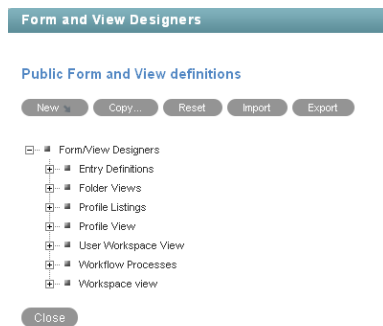 Form and View Designers
Public Form and View definitions
New Copy... Reset Import Export
Form/View Designers
Entry Definitions
Folder Views
Profile Listings
Profile View
User Workspace View
Workflow Processes
Workspace view
Close